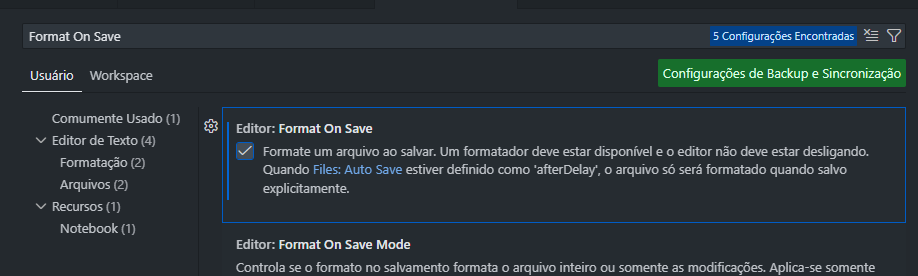 Format On Save
5 Configurações Encontradas
Usuário
Workspace
Configurações de Backup e Sincronização
Comumente Usado (1)
Editor de Texto (4)
Formatação (2)
Arquivos (2)
Recursos (1)
Notebook (1)
Editor: Format On Save
Formate um arquivo ao salvar. Um formatador deve estar disponível e o editor não deve estar desligando.
Quando Files: Auto Save estiver definido como 'afterDelay', o arquivo só será formatado quando salvo
explicitamente.
Editor: Format On Save Mode
Controla se o formato no salvamento formata o arquivo inteiro ou somente as modificações. Aplica-se somente